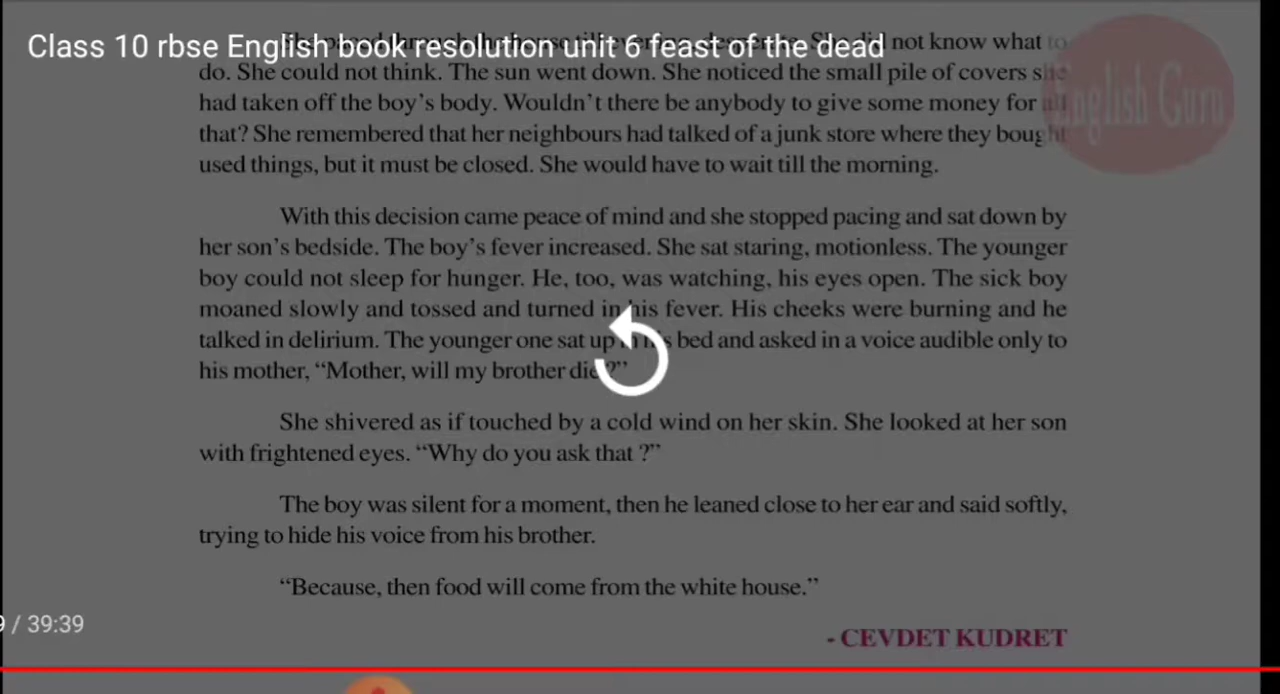 Class 10 rbse English book resolution unit 6 feast of the dead
not know what to
do. She could not think. The sun went down. She noticed the small pile of covers she
had taken off the boy's body. Wouldn't there be anybody to give some money for all
that? She remembered that her neighbours had talked of a junk store where they bought
used things, but it must be closed. She would have to wait till the morning.
English Guru
With this decision came peace of mind and she stopped pacing and sat down by
her son's bedside. The boy's fever increased. She sat staring, motionless. The younger
boy could not sleep for hunger. He, too, was watching, his eyes open. The sick boy
moaned slowly and tossed and turned in his fever. His cheeks were burning and he
talked in delirium. The younger one sat up in his bed and asked in a voice audible only to
his mother, “Mother, will my brother die ?”
She shivered as if touched by a cold wind on her skin. She looked at her son
with frightened eyes. “Why do you ask that ?”
The boy was silent for a moment, then he leaned close to her ear and said softly,
trying to hide his voice from his brother.
“Because, then food will come from the white house.”
/ 39:39
- CEVDET KUDRET